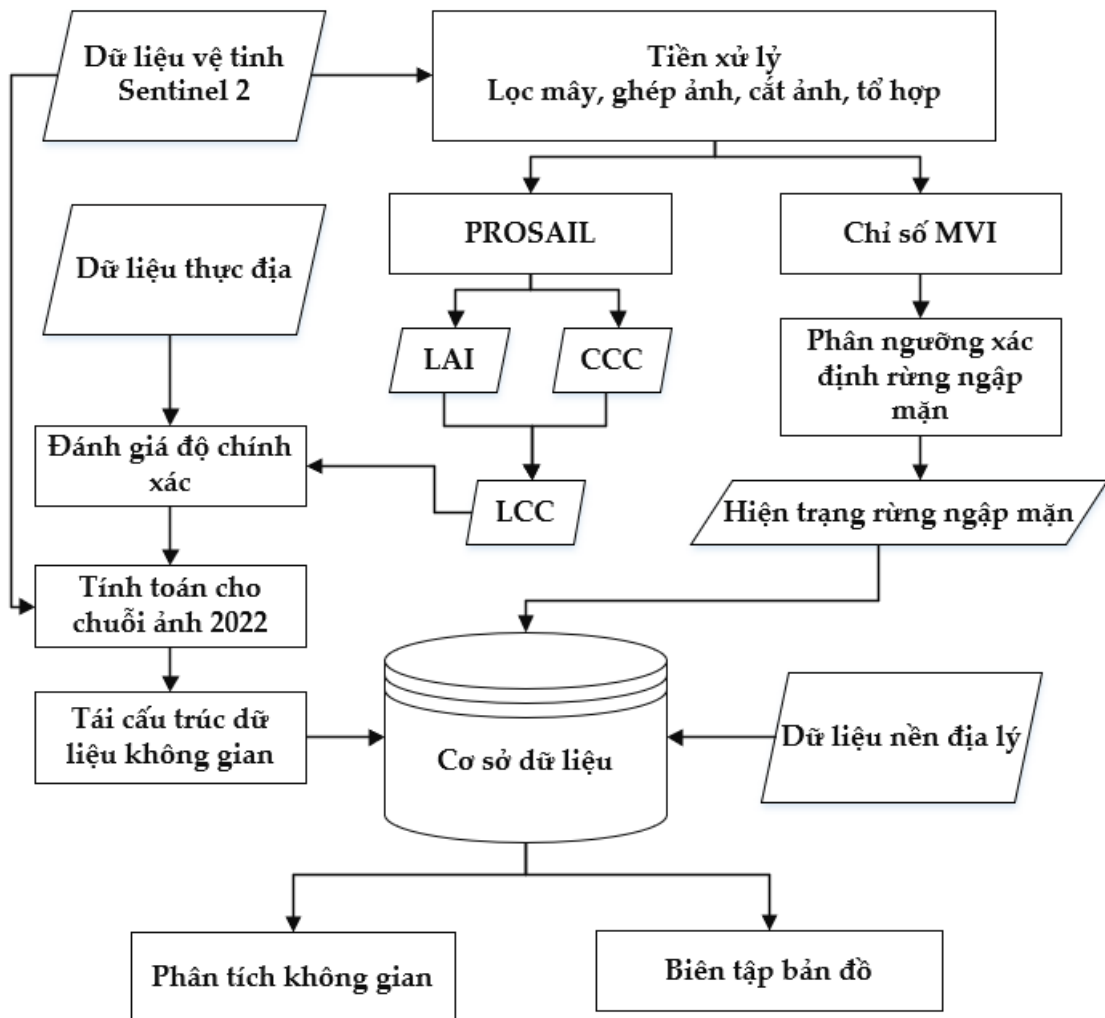 Dữ liệu vệ tinh
Sentinel 2
Tiền xử lý
Lọc mây, ghép ảnh, cắt ảnh, tổ hợp
PROSAIL
Chỉ số MVI
Dữ liệu thực địa
LAI
CCC
Phân ngưỡng xác
định rừng ngập
mặn
Đánh giá độ chính
xác
LCC
Hiện trạng rừng ngập mặn
Tính toán cho
chuỗi ảnh 2022
Tái cấu trúc dữ
liệu không gian
Cơ sở dữ liệu
Dữ liệu nền địa lý
Phân tích không gian
Biên tập bản đồ